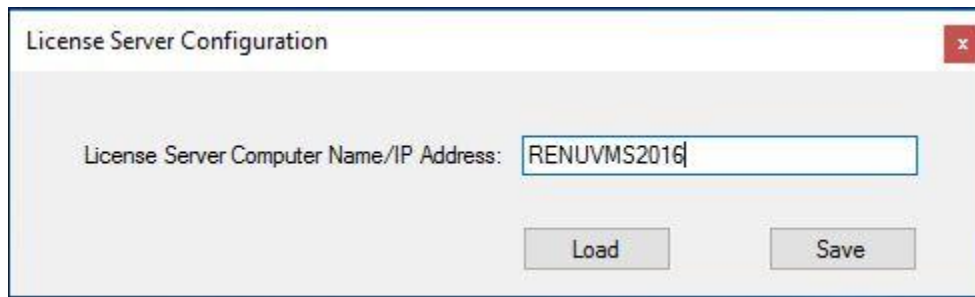 License Server Configuration
x
License Server Computer Name/IP Address: RENUVMS2016
Load Save